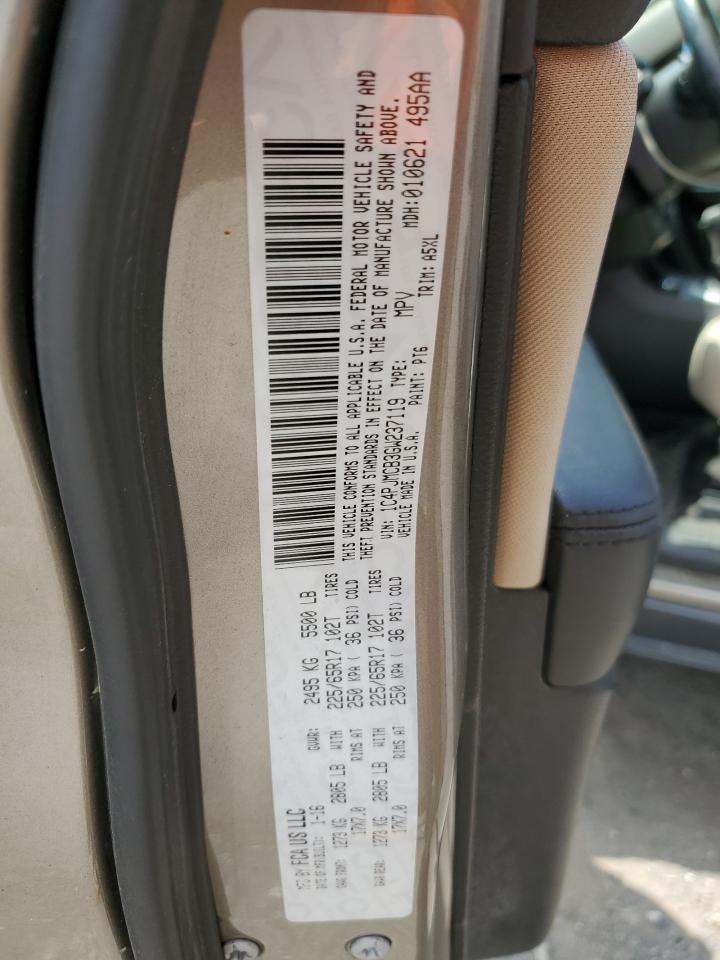 MFD BY: FCA US LLC
DATE OF MFR(BUILT): 1-16 GVWR: 2495 KG 5500 LB
GAWR FRONT: 1273 KG 2805 LB WITH 225/65R17 102T TIRES
17X7.0 RIMS AT 250 KPA ( 36 PSI) COLD
GAWR REAR: 1273 KG 2805 LB WITH 225/65R17 102T TIRES
17X7.0 RIMS AT 250 KPA ( 36 PSI) COLD
THIS VEHICLE CONFORMS TO ALL APPLICABLE U.S.A. FEDERAL MOTOR VEHICLE SAFETY AND
THEFT PREVENTION STANDARDS IN EFFECT ON THE DATE OF MANUFACTURE SHOWN ABOVE.
VIN: 1C4PJMCB3GW237119 TYPE: MPV MDH:010621 495AA
VEHICLE MADE IN U.S.A. PAINT: PTG TRIM: A5XL